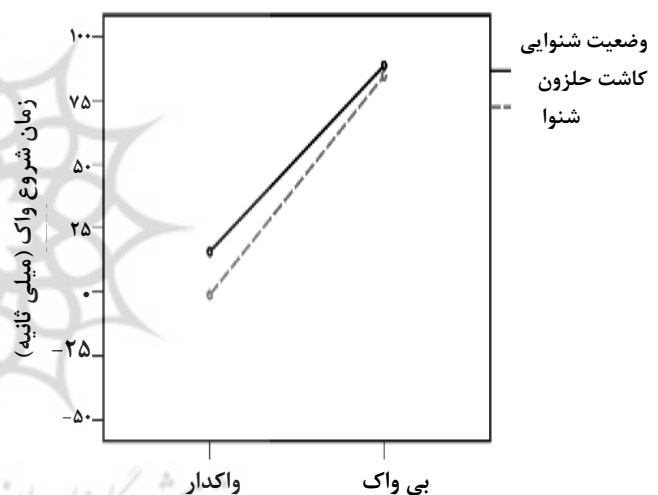 وضعیت شنوایی
کاشت حلزون
شنوا
زمان شروع واک (میلی ثانیه)
۱۰۰
۷۵
۵۰
۲۵
۰
−۲۵
−۵۰
واکدار
بی واک